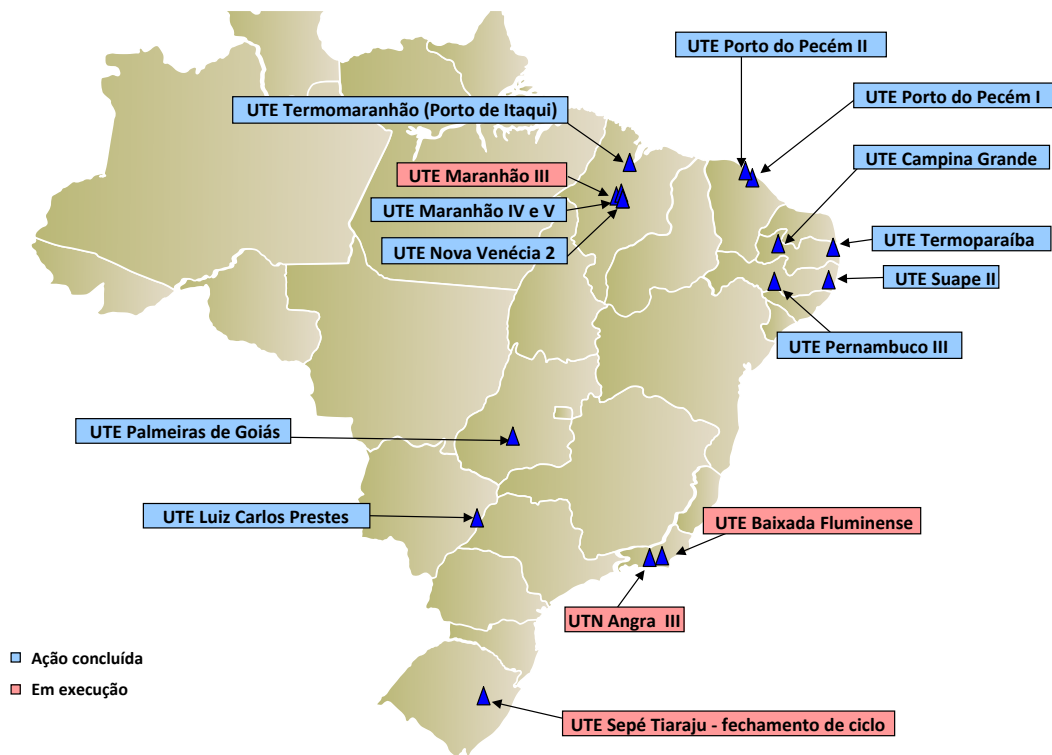 UTE Porto do Pecém II
UTE Termomaranhão (Porto de Itaqui)
UTE Porto do Pecém I
UTE Campina Grande
UTE Maranhão III
UTE Maranhão IV e V
UTE Nova Venécia 2
UTE Termoparaíba
UTE Suape II
UTE Pernambuco III
UTE Palmeiras de Goiás
UTE Luiz Carlos Prestes
UTE Baixada Fluminense
UTN Angra III
Ação concluída
Em execução
UTE Sepé Tiaraju - fechamento de ciclo